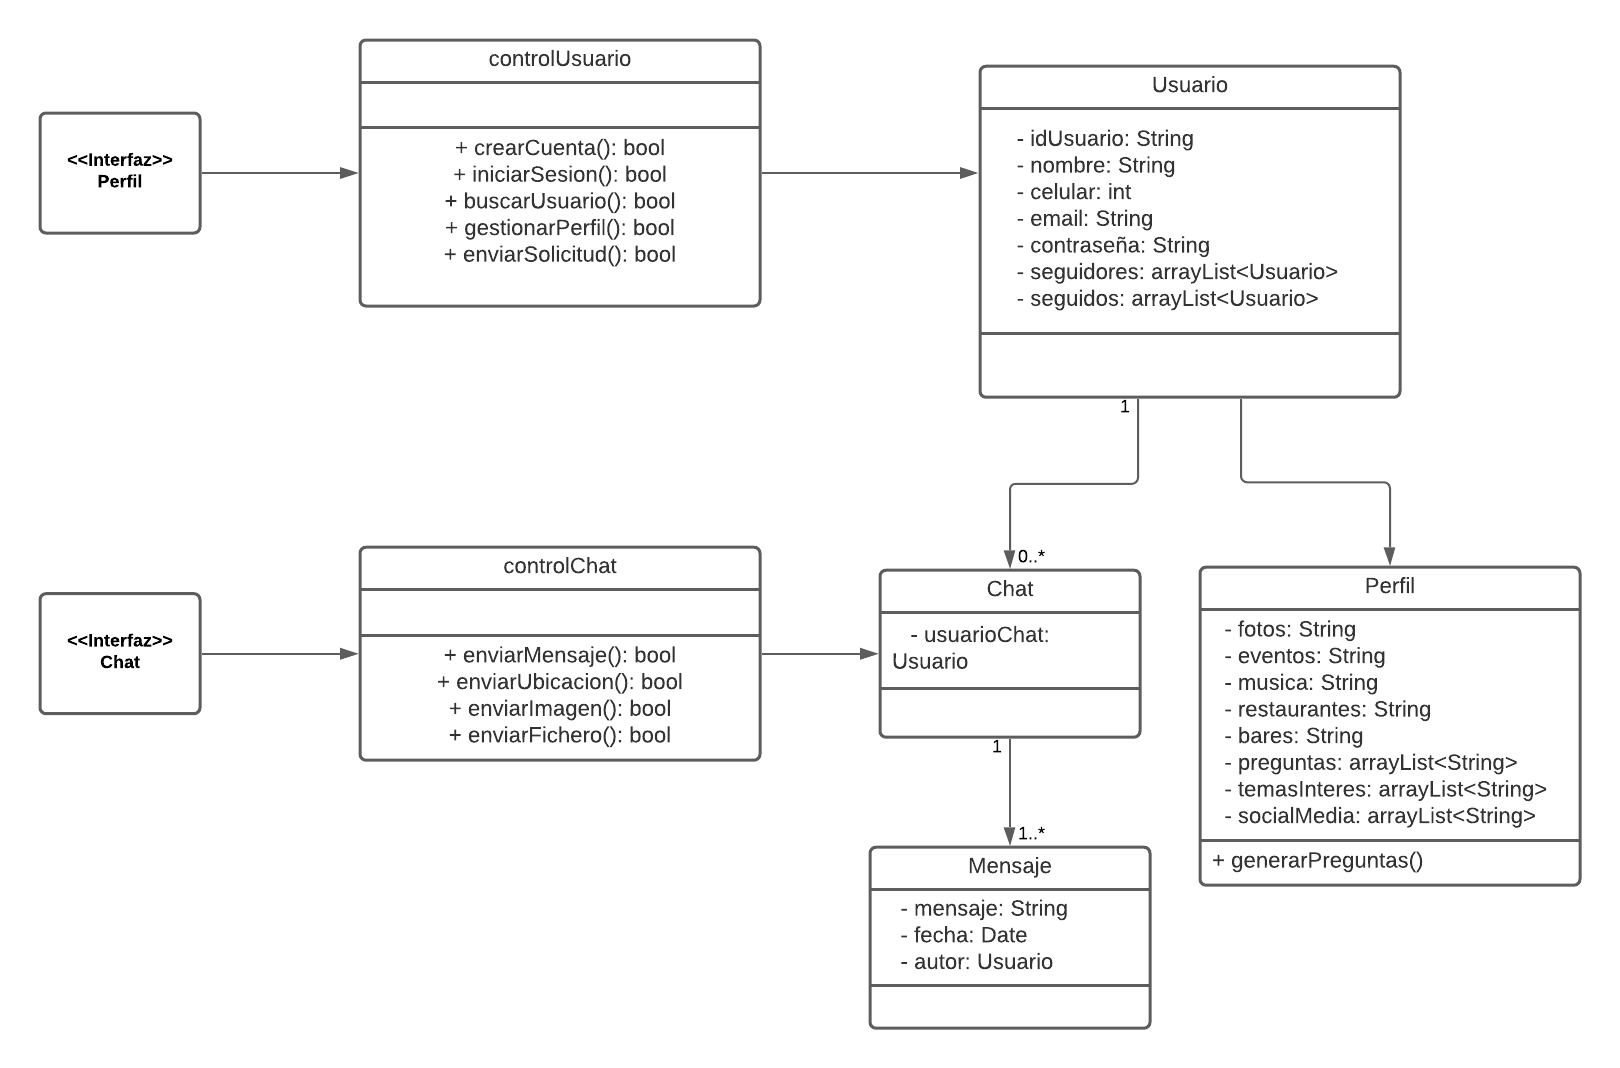 controlUsuario
+ crearCuenta(): bool
+ iniciarSesion(): bool
+ buscarUsuario(): bool
+ gestionarPerfil(): bool
+ enviarSolicitud(): bool
<<Interfaz>>
Perfil
Usuario
- idUsuario: String
- nombre: String
- celular: int
- email: String
- contraseña: String
- seguidores: arrayList<Usuario>
- seguidos: arrayList<Usuario>
1
0..*
controlChat
+ enviarMensaje(): bool
+ enviarUbicacion(): bool
+ enviarImagen(): bool
+ enviarFichero(): bool
<<Interfaz>>
Chat
Chat
- usuarioChat:
Usuario
1
1..*
Mensaje
- mensaje: String
- fecha: Date
- autor: Usuario
Perfil
- fotos: String
- eventos: String
- musica: String
- restaurantes: String
- bares: String
- preguntas: arrayList<String>
- temasInteres: arrayList<String>
- socialMedia: arrayList<String>
+ generarPreguntas()